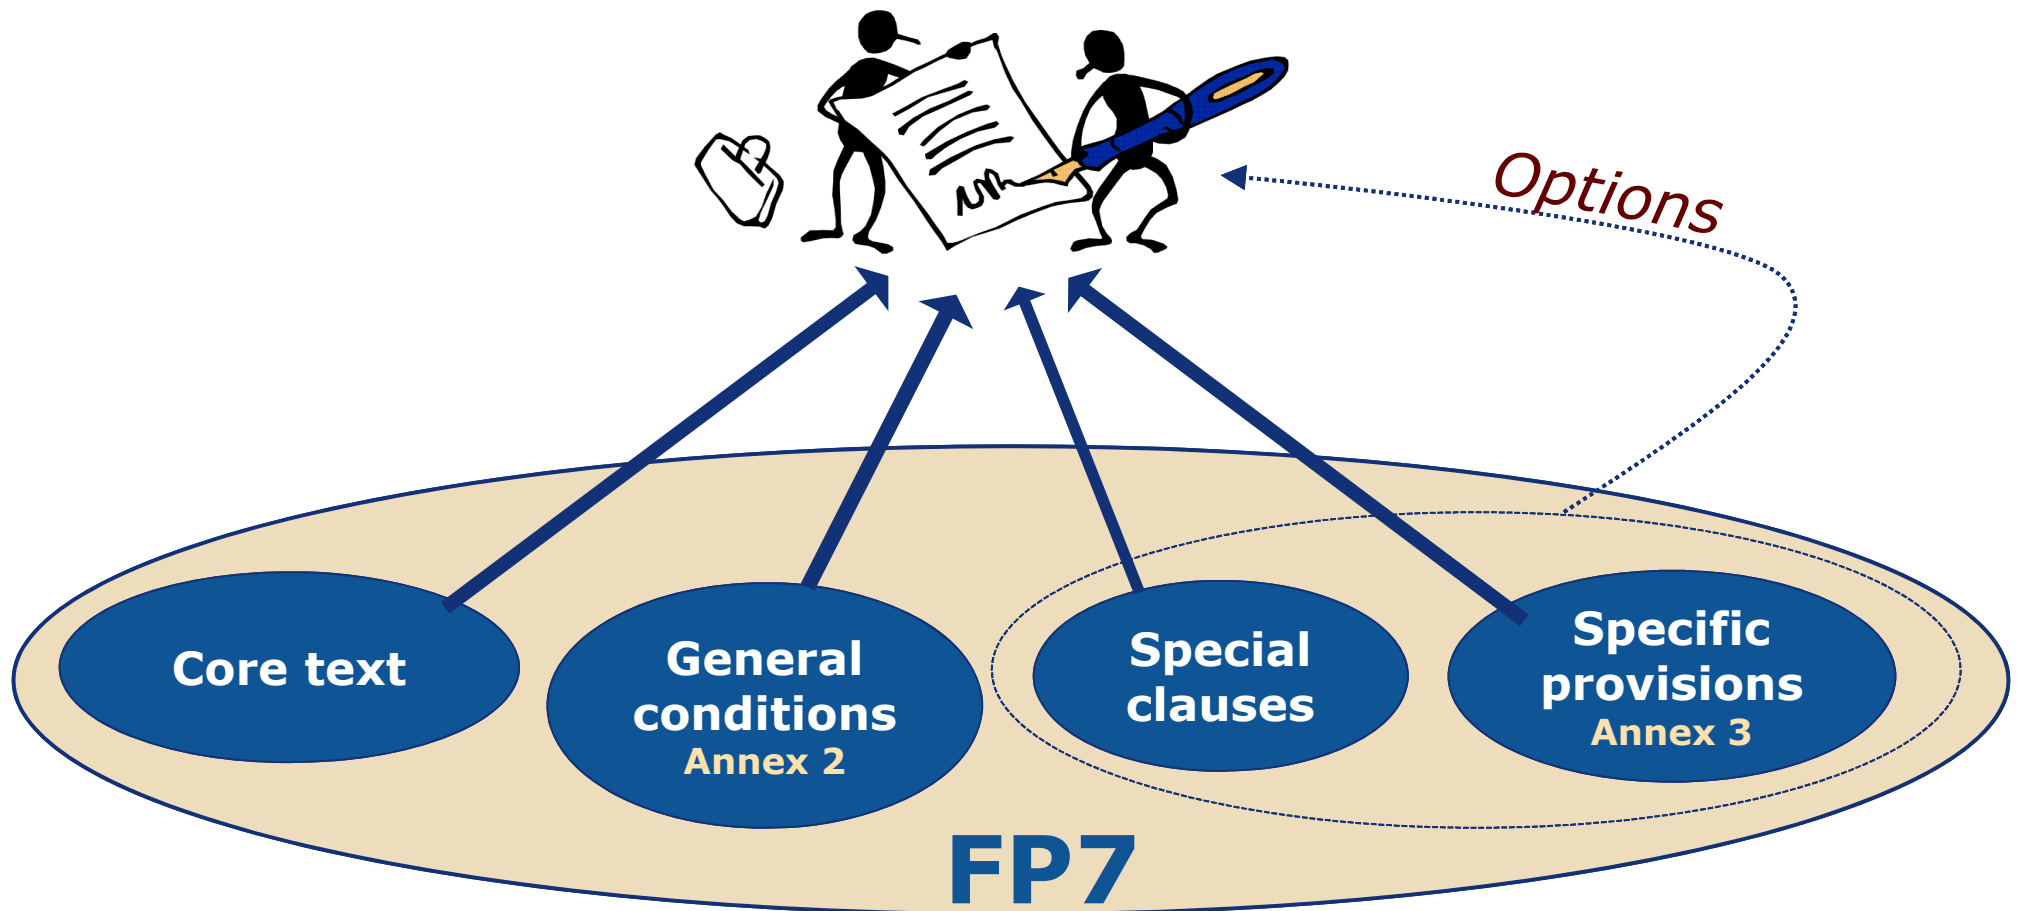 Options
Core text
General
conditions
Annex 2
Special
clauses
Specific
provisions
Annex 3
FP7